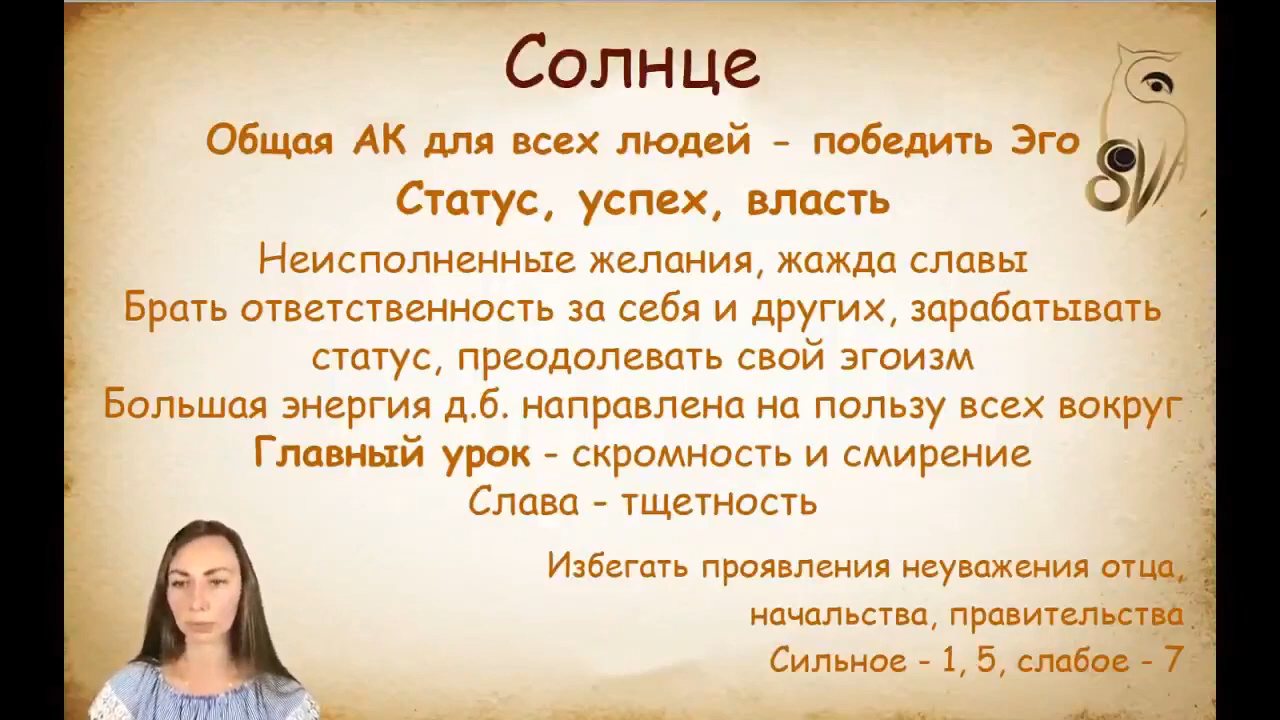 Солнце
Общая АК для всех людей - победить Эго
Статус, успех, власть
Неисполненные желания, жажда славы
Брать ответственность за себя и других, зарабатывать
статус, преодолевать свой эгоизм
Большая энергия д.б. направлена на пользу всех вокруг
Главный урок - скромность и смирение
Слава - тщетность
Избегать проявления неуважения отца,
начальства, правительства
Сильное - 1, 5, слабое - 7
SVA